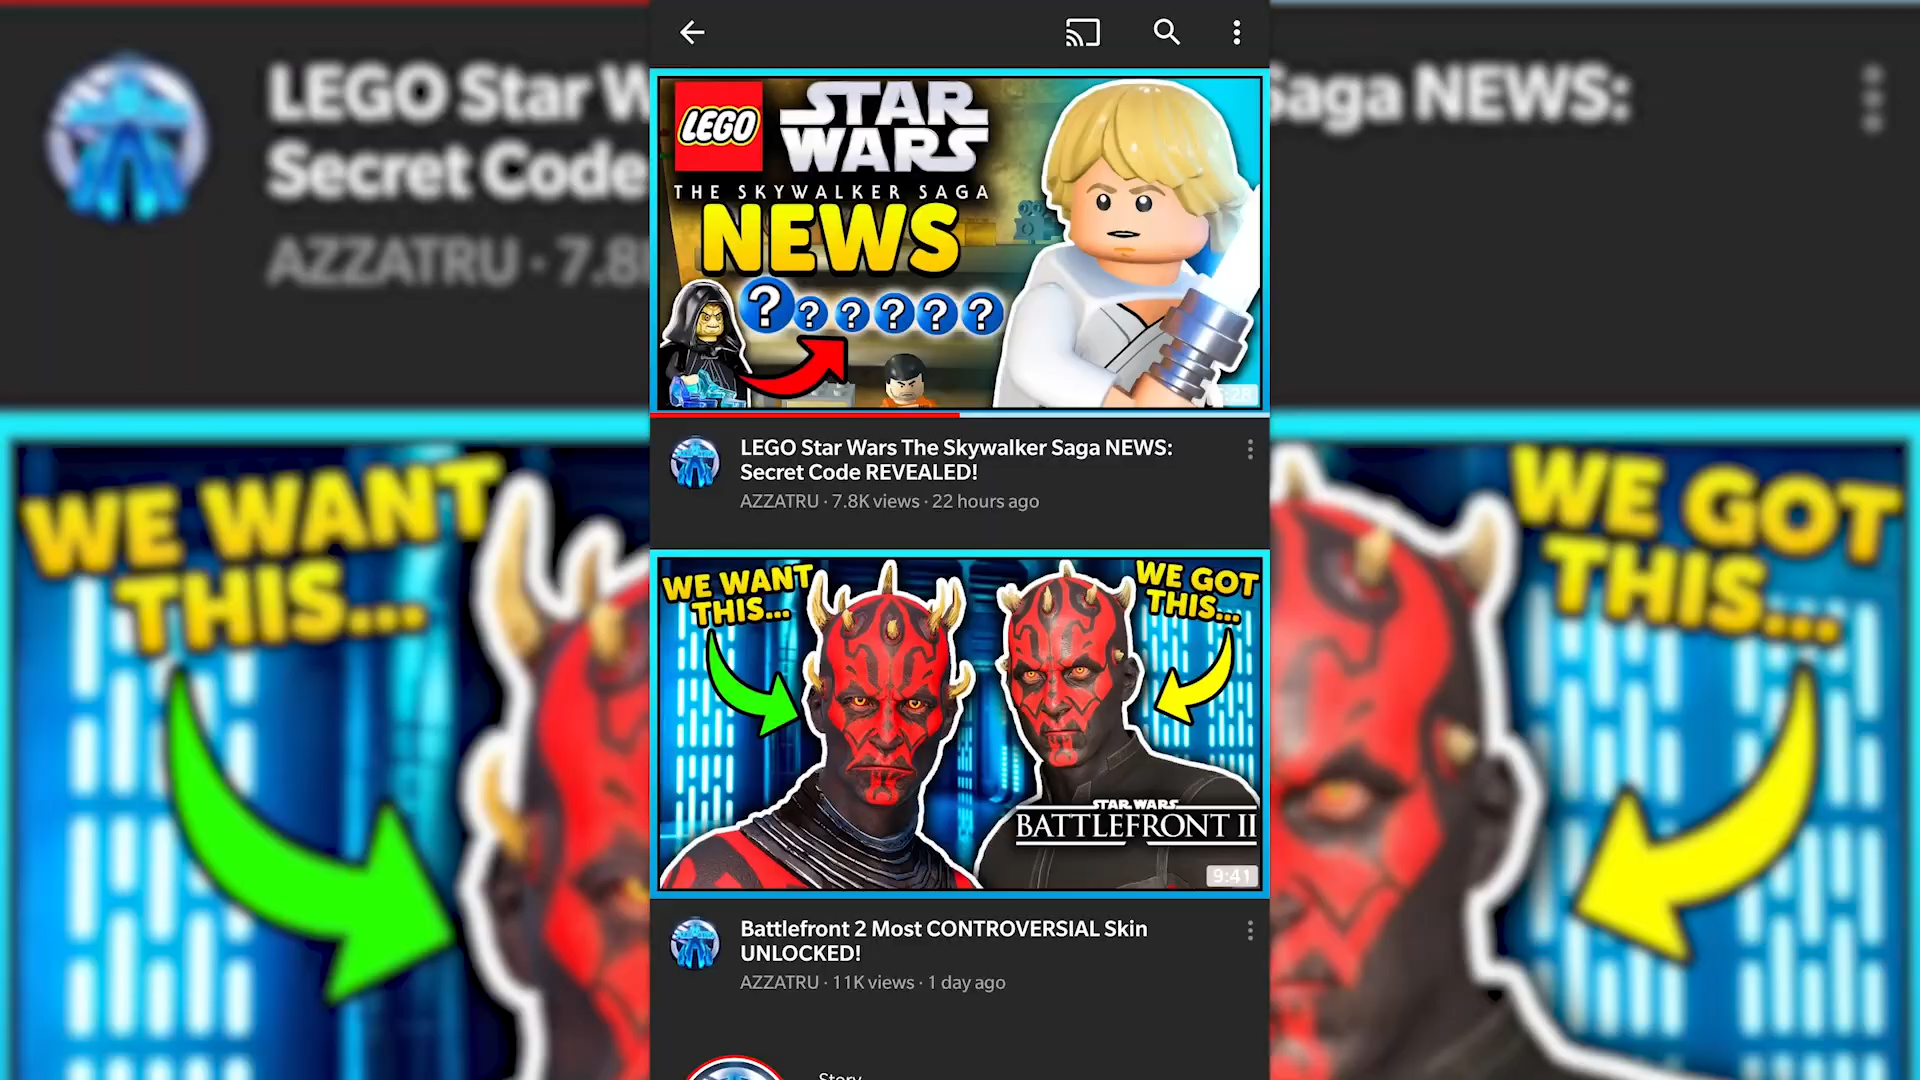 LEGO Star W
Saga NEWS:
Secret Code
AZZATRU · 7.8
LEGO
STAR
WARS
THE SKYWALKER SAGA
NEWS
? ? ? ? ? ?
:28
LEGO Star Wars The Skywalker Saga NEWS:
Secret Code REVEALED!
AZZATRU · 7.8K views · 22 hours ago
WE WANT
THIS...
WE GOT
THIS...
WE WANT
THIS...
WE GOT
THIS...
STAR WARS
BATTLEFRONT II
9:41
Battlefront 2 Most CONTROVERSIAL Skin
UNLOCKED!
AZZATRU · 11K views · 1 day ago
Story